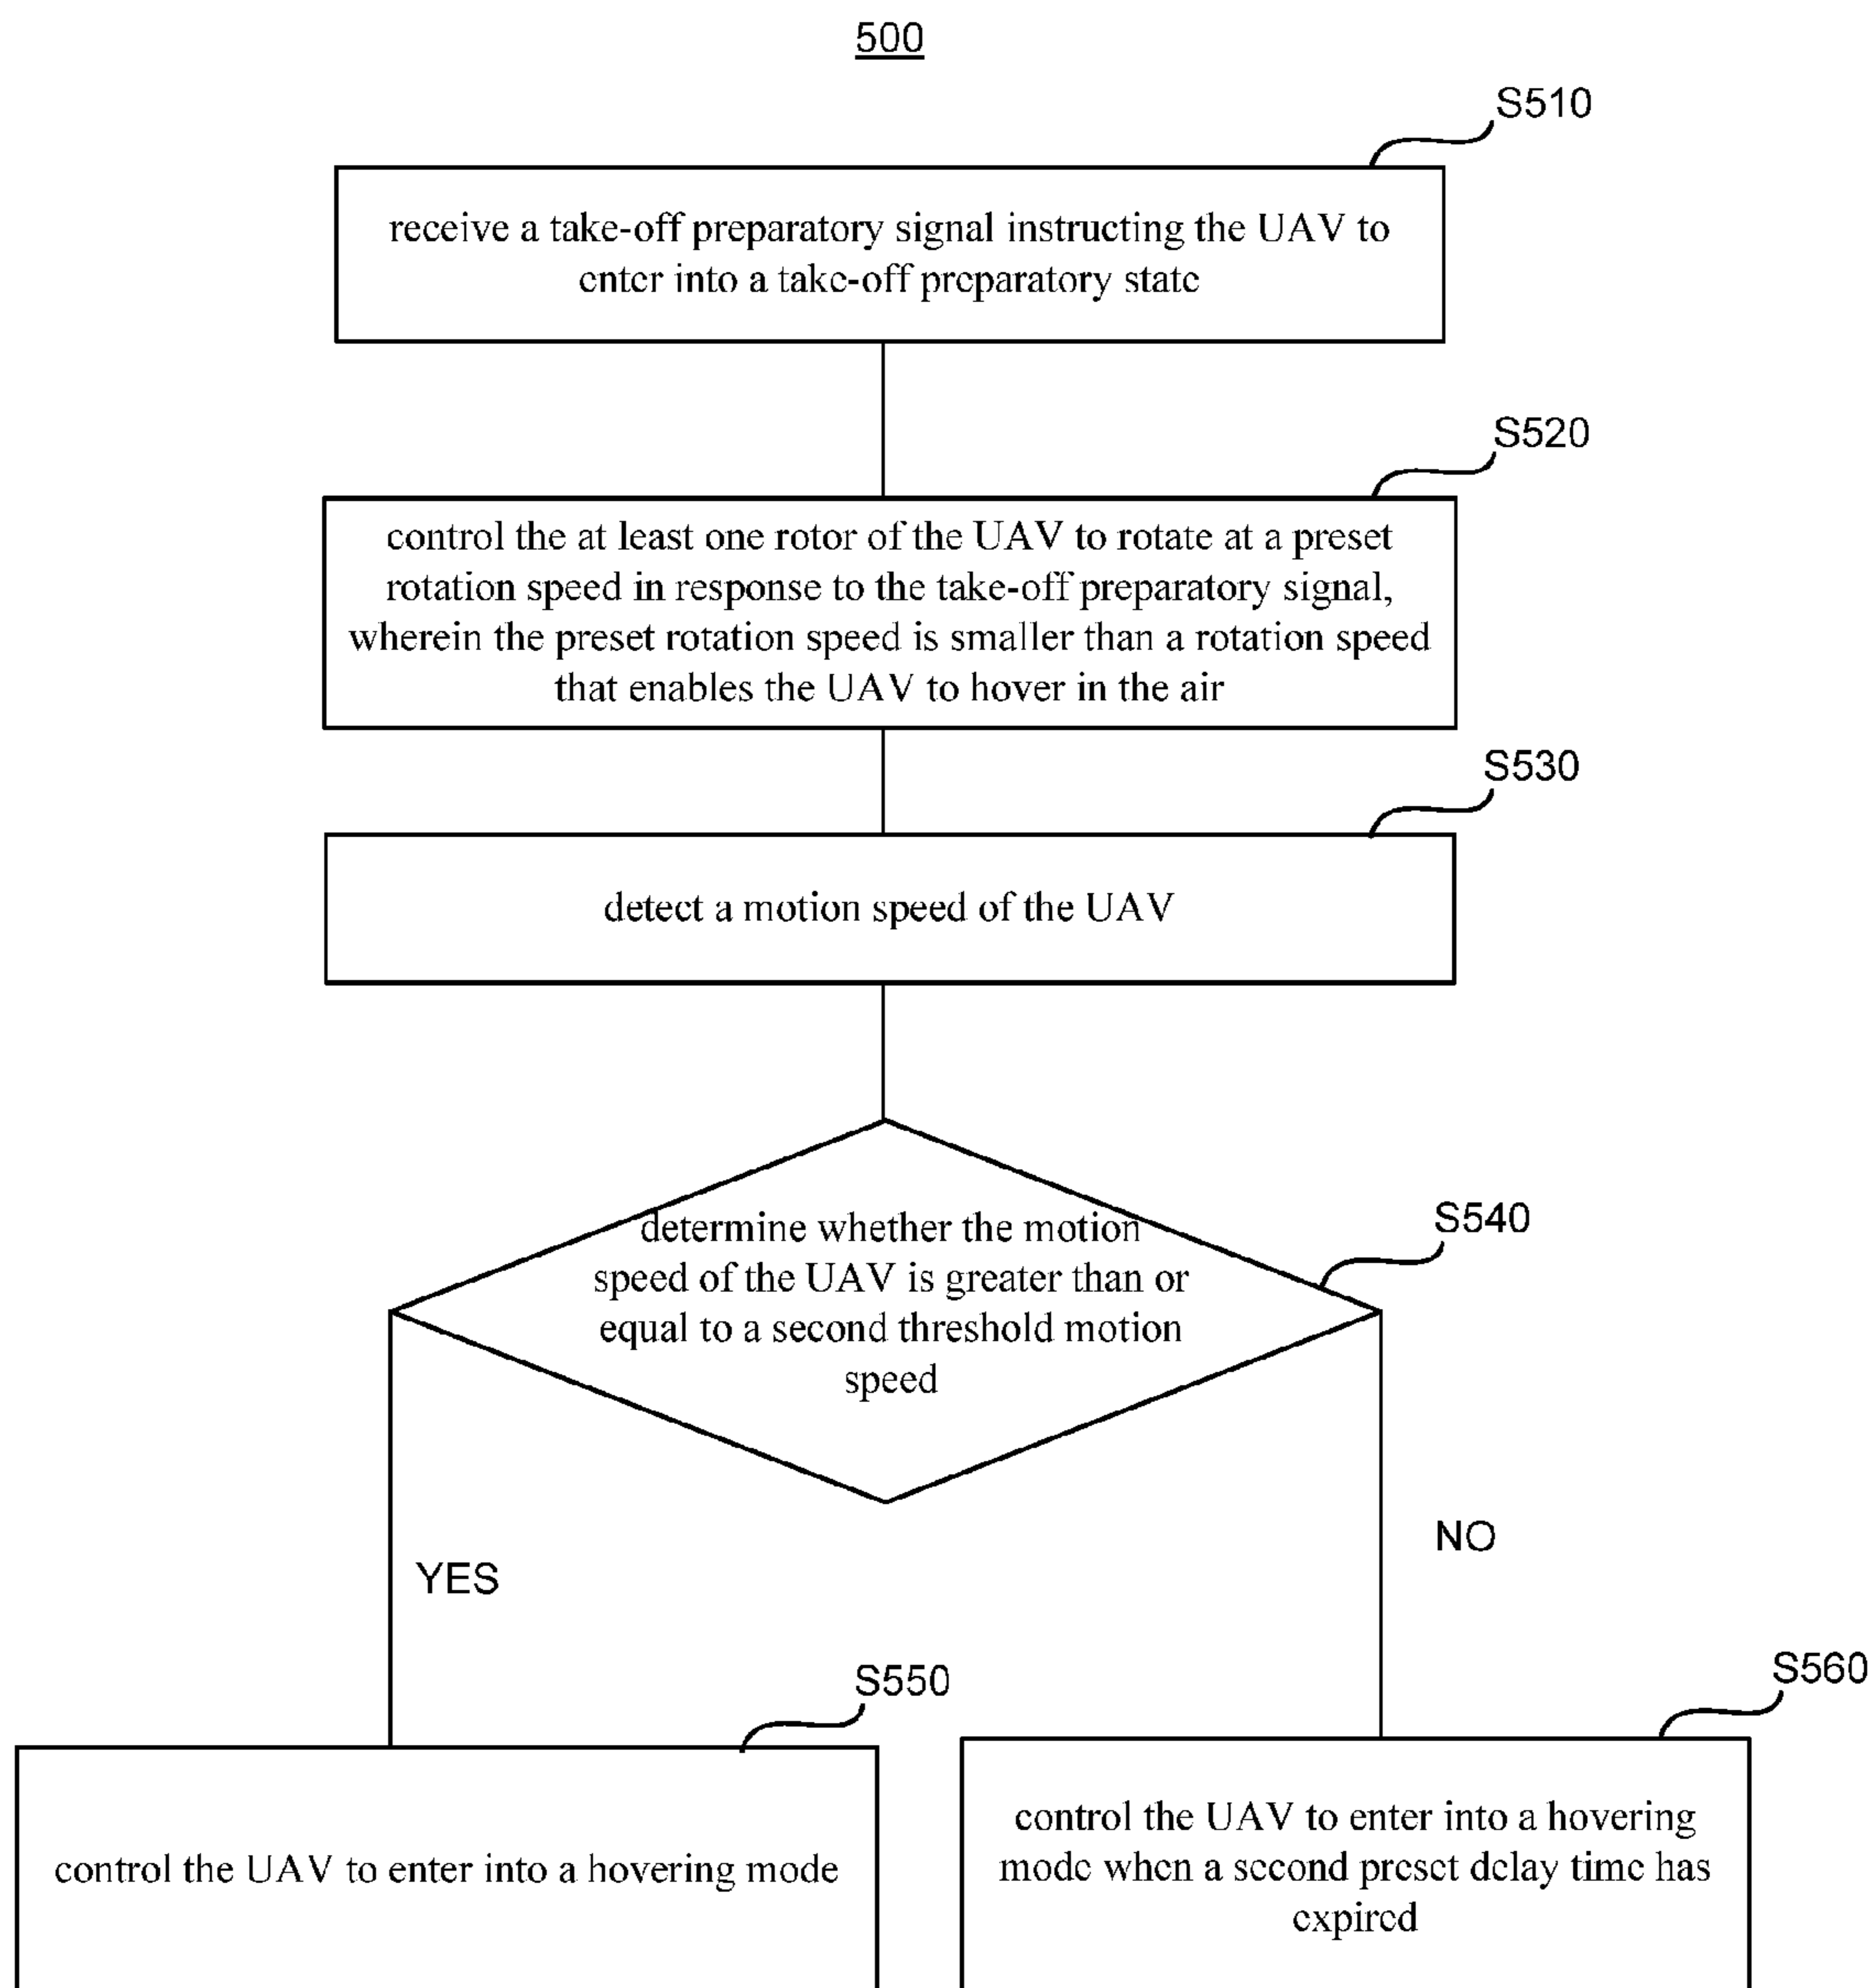 500
S510
receive a take-off preparatory signal instructing the UAV to
enter into a take-off preparatory state
S520
control the at least one rotor of the UAV to rotate at a preset
rotation speed in response to the take-off preparatory signal,
wherein the preset rotation speed is smaller than a rotation speed
that enables the UAV to hover in the air
S530
detect a motion speed of the UAV
S540
determine whether the motion
speed of the UAV is greater than or
equal to a second threshold motion
speed
YES
NO
S550
control the UAV to enter into a hovering mode
S560
control the UAV to enter into a hovering
mode when a second preset delay time has
expired